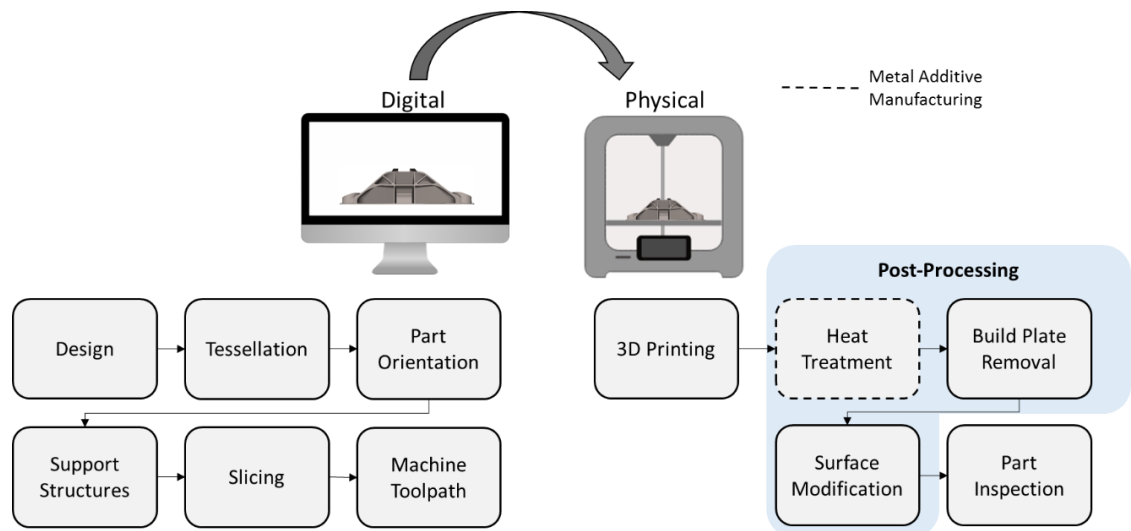 Digital
Physical
Metal Additive
Manufacturing
Post-Processing
Design
Tessellation
Part
Orientation
Support
Structures
Slicing
Machine
Toolpath
3D Printing
Heat
Treatment
Build Plate
Removal
Surface
Modification
Part
Inspection